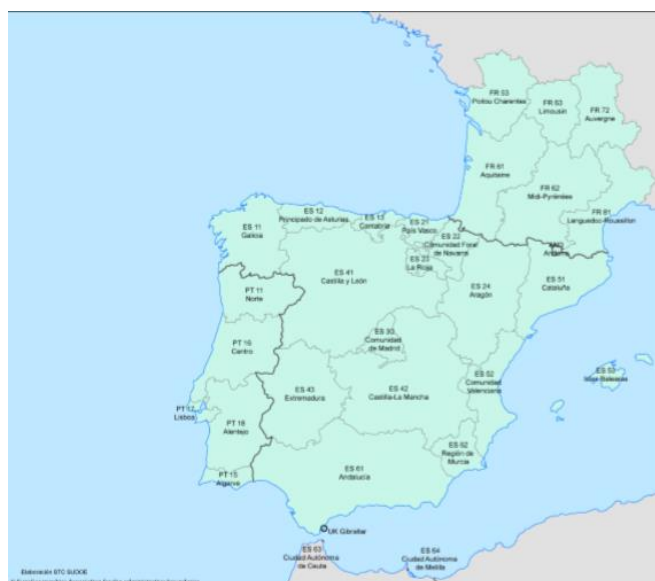 FR 53
Poitou Charentes
FR 63
Limousin
FR 72
Auvergne
FR 61
Aquitaine
FR 62
Midi-Pyrénées
FR 81
Languedoc-Roussillon
ES 11
Galicia
ES 12
Principado de Asturias
ES 13
Cantabria
ES 21
País Vasco
ES 22
Comunidad Foral
de Navarra
ES 23
La Rioja
AND
Andorra
ES 41
Castilla y León
ES 24
Aragón
ES 51
Cataluña
PT 11
Norte
PT 16
Centro
ES 30
Comunidad
de Madrid
ES 43
Extremadura
ES 42
Castilla-La Mancha
ES 52
Comunidad
Valenciana
ES 53
Islas Baleares
PT 17
Lisboa
PT 18
Alentejo
PT 15
Algarve
ES 62
Región de
Murcia
ES 61
Andalucía
UK Gibraltar
ES 63
Ciudad Autónoma
de Ceuta
ES 64
Ciudad Autónoma
de Melilla
Elaboración STC SUDOE